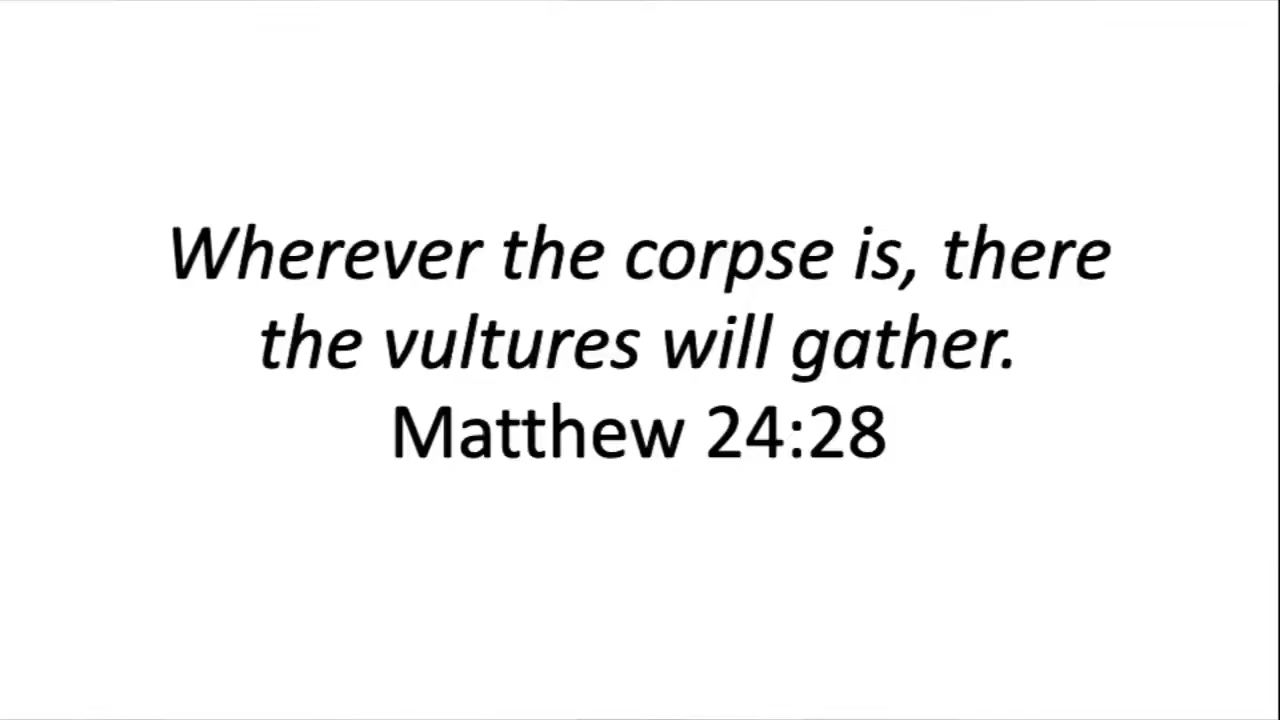 Wherever the corpse is, there
the vultures will gather.
Matthew 24:28